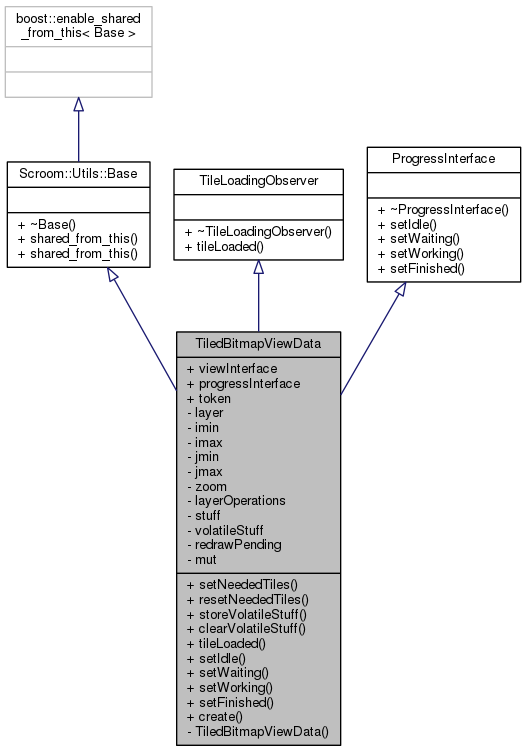 boost::enable_shared
_from_this< Base >
Scroom::Utils::Base
+ ~Base()
+ shared_from_this()
+ shared_from_this()
TileLoadingObserver
+ ~TileLoadingObserver()
+ tileLoaded()
ProgressInterface
+ ~ProgressInterface()
+ setIdle()
+ setWaiting()
+ setWorking()
+ setFinished()
TiledBitmapViewData
+ viewInterface
+ progressInterface
+ token
- layer
- imin
- imax
- jmin
- jmax
- zoom
- layerOperations
- stuff
- volatileStuff
- redrawPending
- mut
+ setNeededTiles()
+ resetNeededTiles()
+ storeVolatileStuff()
+ clearVolatileStuff()
+ tileLoaded()
+ setIdle()
+ setWaiting()
+ setWorking()
+ setFinished()
+ create()
- TiledBitmapViewData()